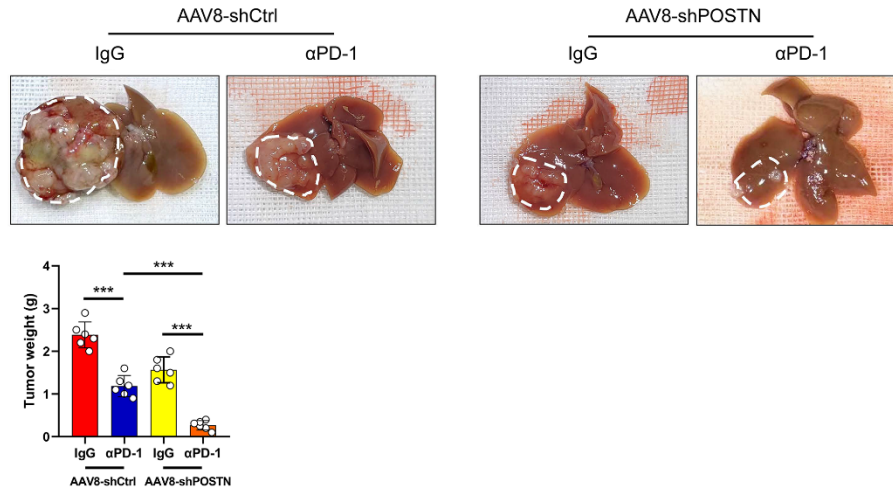 AAV8-shCtrl
AAV8-shPOSTN
IgG
αPD-1
IgG
αPD-1
Tumor weight (g)
4
3
2
1
0
***
***
***
IgG
αPD-1
IgG
αPD-1
AAV8-shCtrl
AAV8-shPOSTN